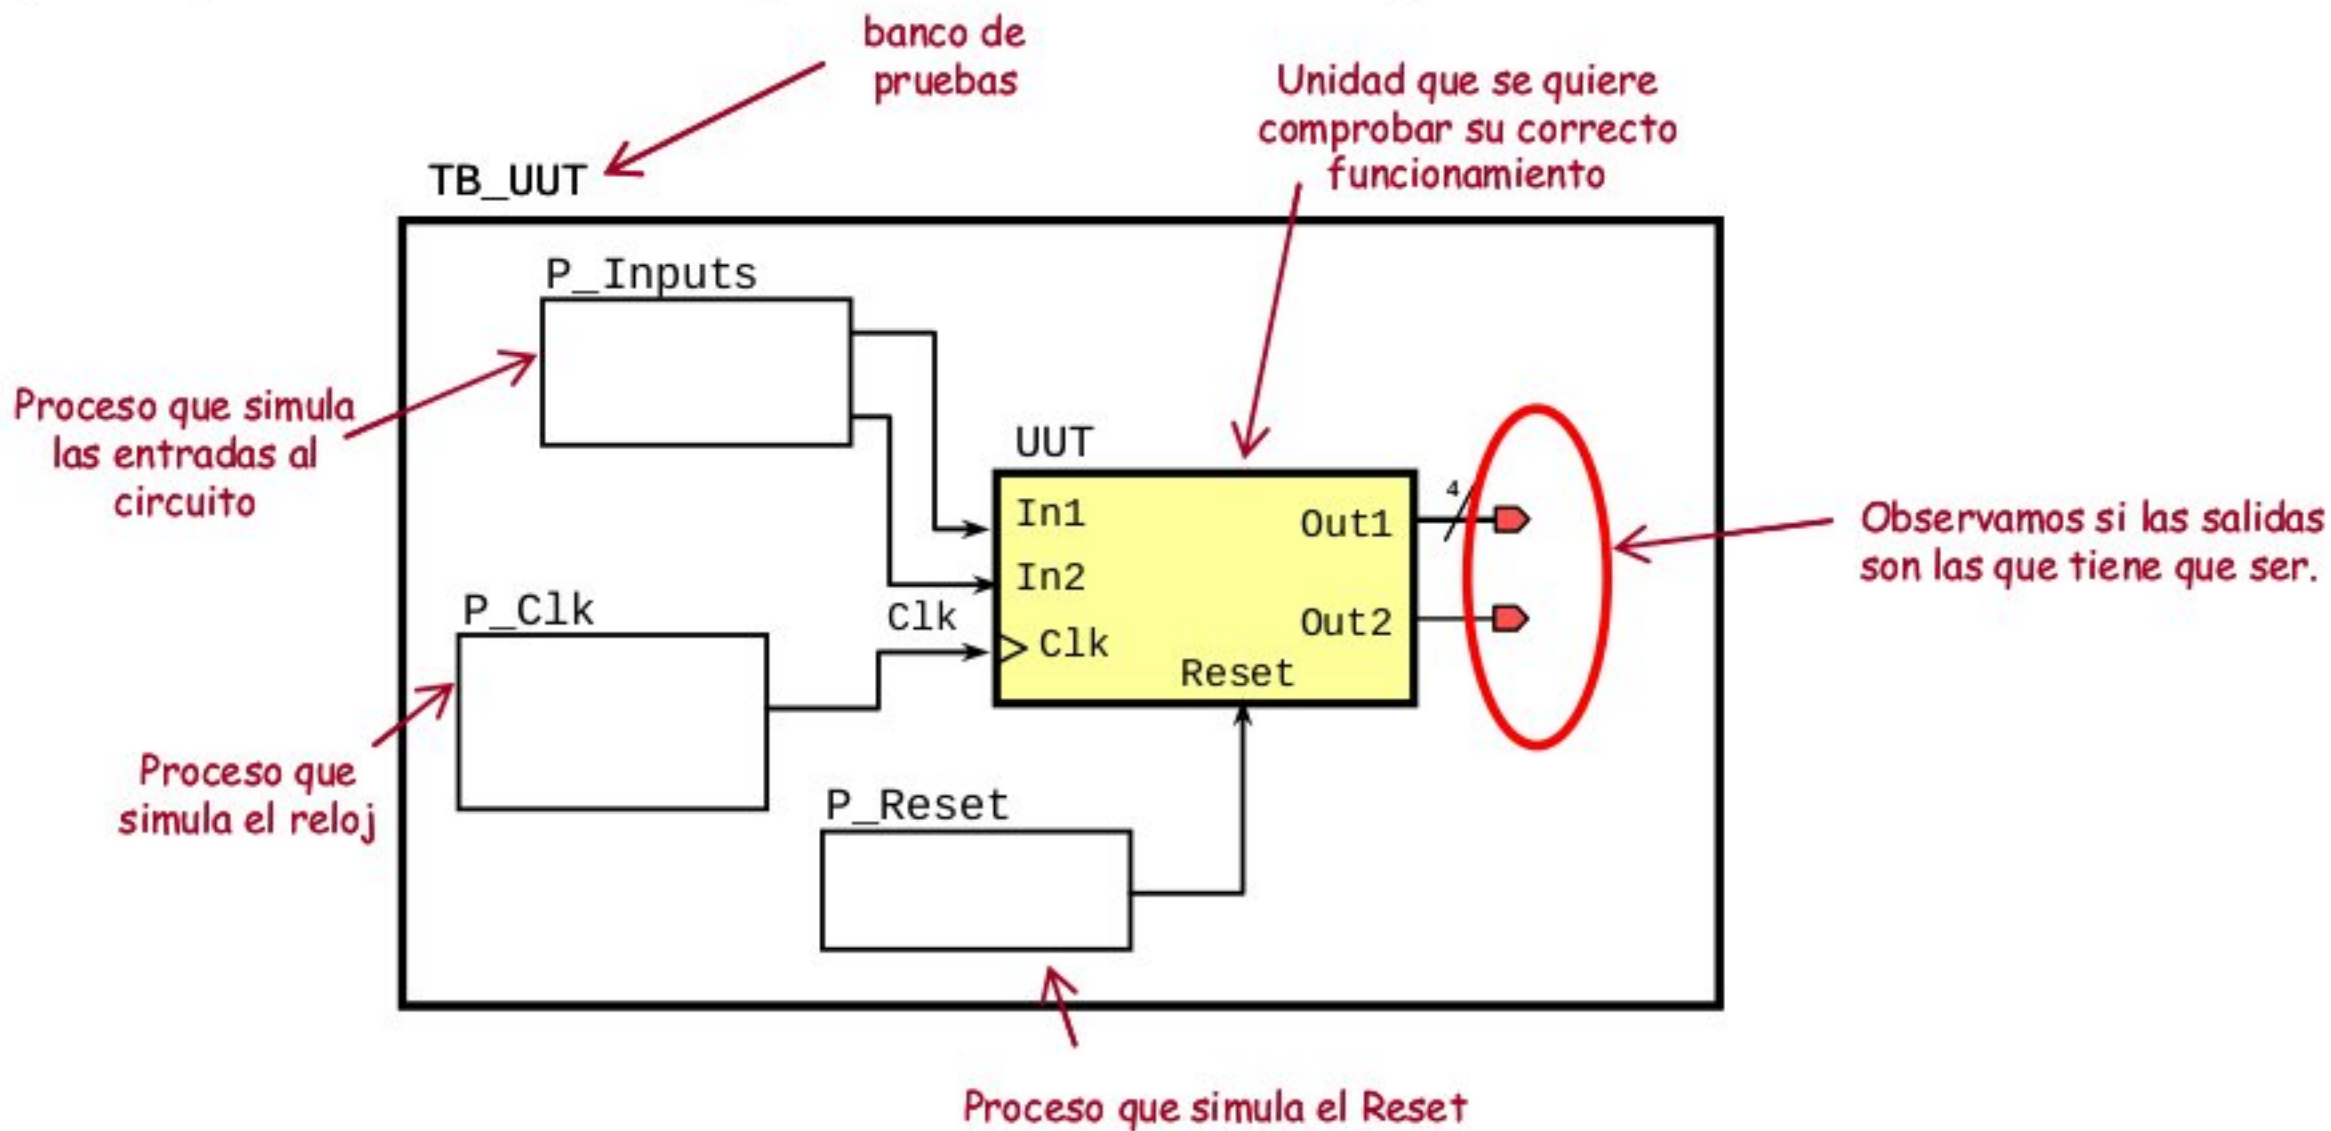 banco de
pruebas
Unidad que se quiere
comprobar su correcto
funcionamiento
TB_UUT
P_Inputs
Proceso que simula
las entradas al
circuito
UUT
In1
In2
Clk
Clk
Out1
4
Out2
Reset
Observamos si las salidas
son las que tiene que ser.
P_Clk
Proceso que
simula el reloj
P_Reset
Proceso que simula el Reset